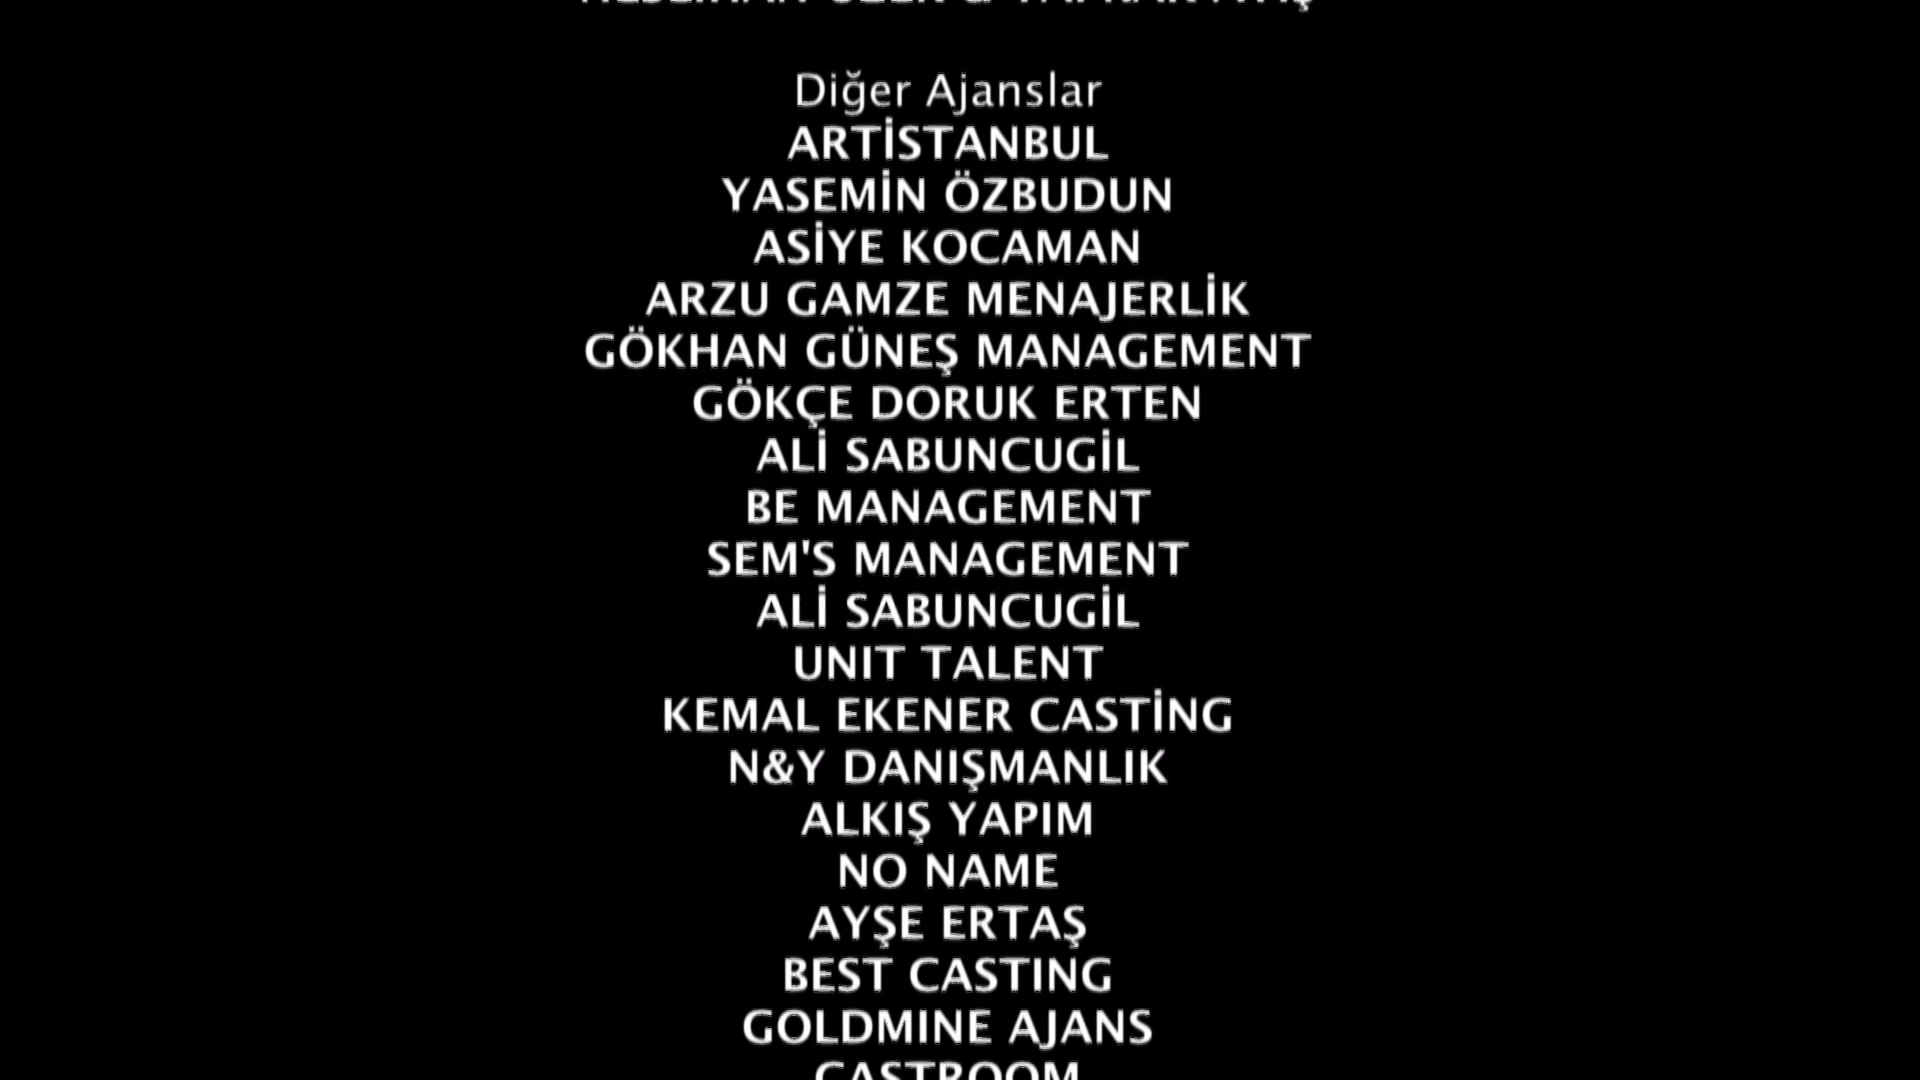 Diğer Ajanslar
ARTİSTANBUL
YASEMİN ÖZBUDUN
ASİYE KOCAMAN
ARZU GAMZE MENAJERLİK
GÖKHAN GÜNEŞ MANAGEMENT
GÖKÇE DORUK ERTEN
ALİ SABUNCUGİL
BE MANAGEMENT
SEM'S MANAGEMENT
ALİ SABUNCUGİL
UNIT TALENT
KEMAL EKENER CASTİNG
N&Y DANIŞMANLIK
ALKIŞ YAPIM
NO NAME
AYŞE ERTAŞ
BEST CASTING
GOLDMINE AJANS
CASTROOM